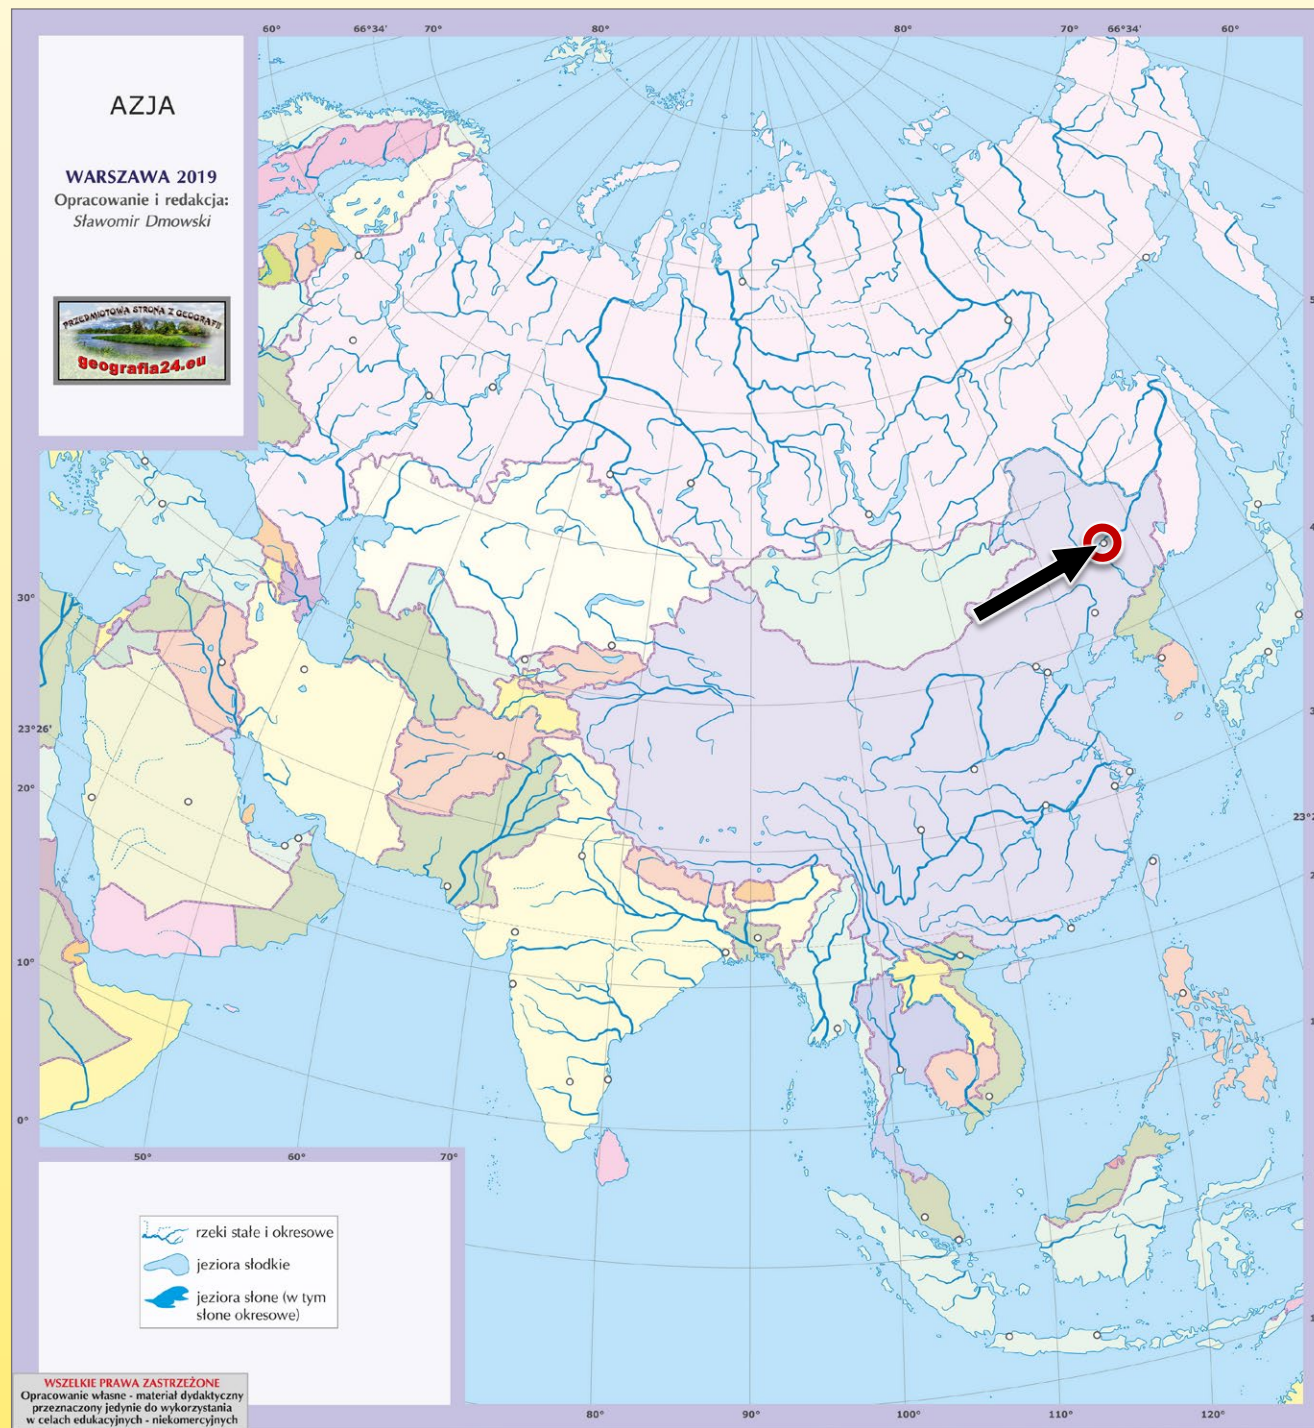 60°
66°34'
70°
80°
90°
80°
70°
66°34'
60°
AZJA
WARSZAWA 2019
Opracowanie i redakcja:
Sławomir Dmowski
PRZEDMIOTOWA STRONA Z GEOGRAFII
geografia24.eu
30°
23°26'
20°
10°
0°
50°
60°
70°
rzeki stałe i okresowe
jeziora słodkie
jeziora słone (w tym
słone okresowe)
WSZELKIE PRAWA ZASTRZEŻONE
Opracowanie własne - materiał dydaktyczny
przeznaczony jedynie do wykorzystania
w celach edukacyjnych - niekomercyjnych
80°
90°
100°
110°
120°